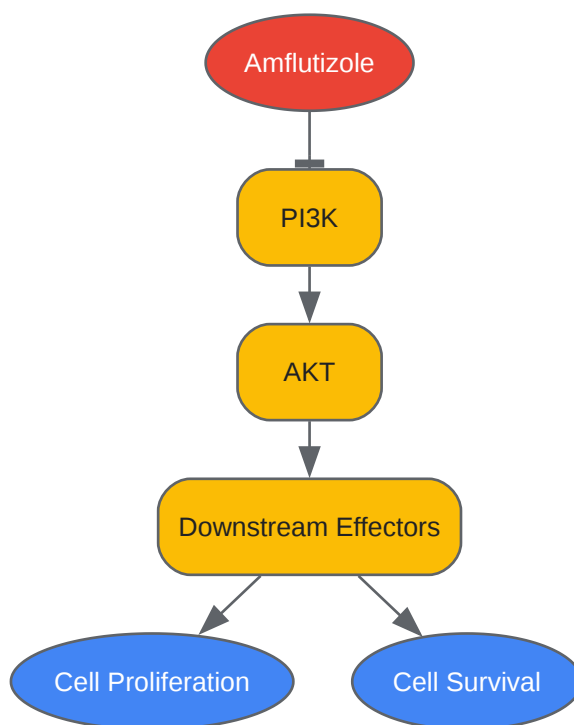 Amflutizole
PI3K
AKT
Downstream Effectors
Cell Proliferation
Cell Survival